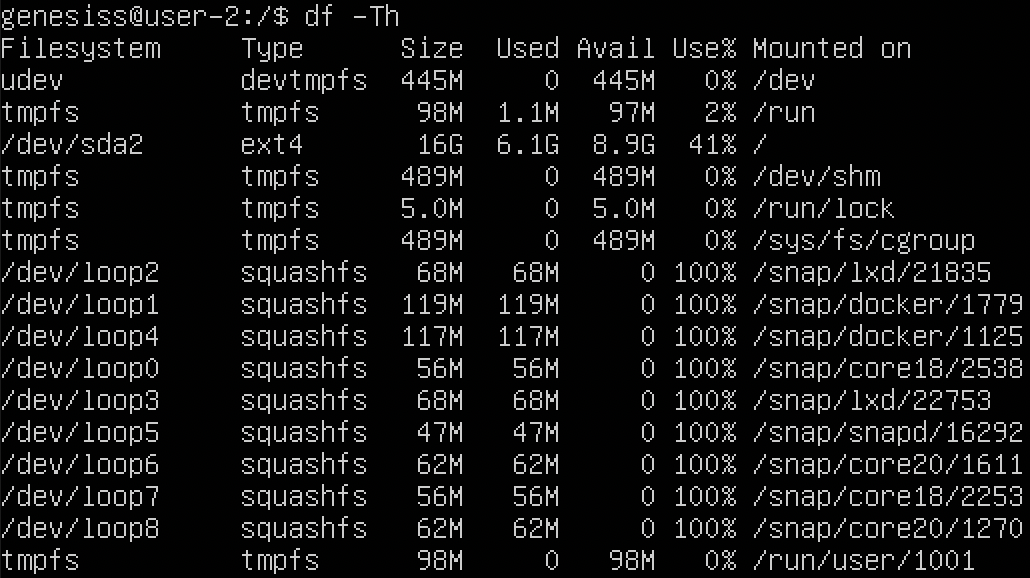 genesiss@user-2:/$ df -Th
Filesystem     Type      Size  Used Avail Use% Mounted on
udev           devtmpfs  445M     0  445M   0% /dev
tmpfs          tmpfs      98M  1.1M   97M   2% /run
/dev/sda2      ext4       16G  6.1G  8.9G  41% /
tmpfs          tmpfs     489M     0  489M   0% /dev/shm
tmpfs          tmpfs     5.0M     0  5.0M   0% /run/lock
tmpfs          tmpfs     489M     0  489M   0% /sys/fs/cgroup
/dev/loop2     squashfs   68M   68M     0 100% /snap/lxd/21835
/dev/loop1     squashfs  119M  119M     0 100% /snap/docker/1779
/dev/loop4     squashfs  117M  117M     0 100% /snap/docker/1125
/dev/loop0     squashfs   56M   56M     0 100% /snap/core18/2538
/dev/loop3     squashfs   68M   68M     0 100% /snap/lxd/22753
/dev/loop5     squashfs   47M   47M     0 100% /snap/snapd/16292
/dev/loop6     squashfs   62M   62M     0 100% /snap/core20/1611
/dev/loop7     squashfs   56M   56M     0 100% /snap/core18/2253
/dev/loop8     squashfs   62M   62M     0 100% /snap/core20/1270
tmpfs          tmpfs      98M     0   98M   0% /run/user/1001